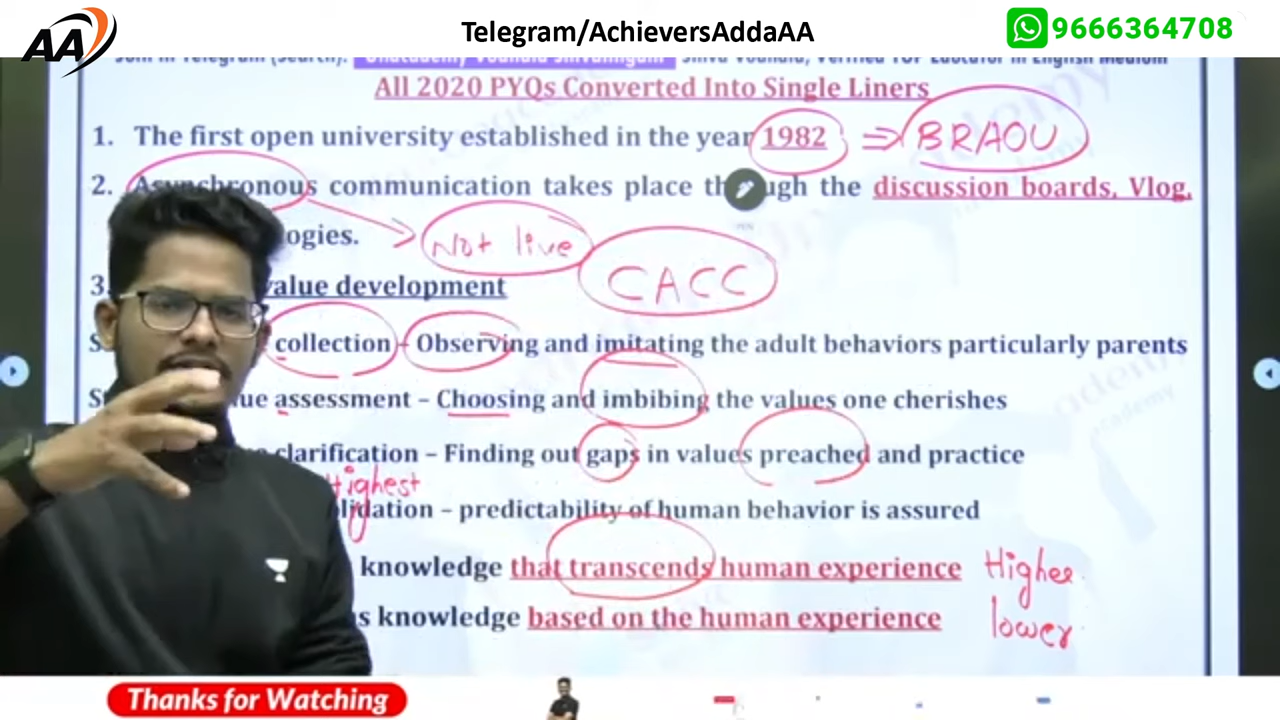 AA
Telegram/AchieversAddaAA
9666364708
All 2020 PYQs Converted Into Single Liners
1. The first open university established in the year 1982 ⇒ BRAOU
2. Asynchronous communication takes place through the discussion boards, Vlog,
ogies.
Not live
CACC
3. value development
collection – Observing and imitating the adult behaviors particularly parents
assessment – Choosing and imbibing the values one cherishes
clarification – Finding out gaps in values preached and practice
Highest
lidation – predictability of human behavior is assured
knowledge that transcends human experience Higher
s knowledge based on the human experience lower
Thanks for Watching